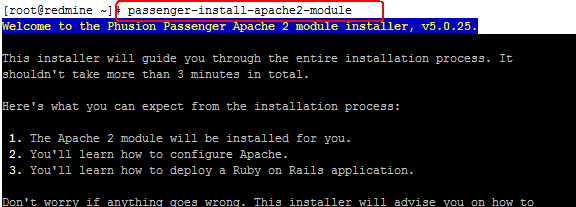 [root@redmine ~]# passenger-install-apache2-module
Welcome to the Phusion Passenger Apache 2 module installer, v5.0.25.
This installer will guide you through the entire installation process. It
shouldn't take more than 3 minutes in total.
Here's what you can expect from the installation process:
1. The Apache 2 module will be installed for you.
2. You'll learn how to configure Apache.
3. You'll learn how to deploy a Ruby on Rails application.
Don't worry if anything goes wrong. This installer will advise you on how to